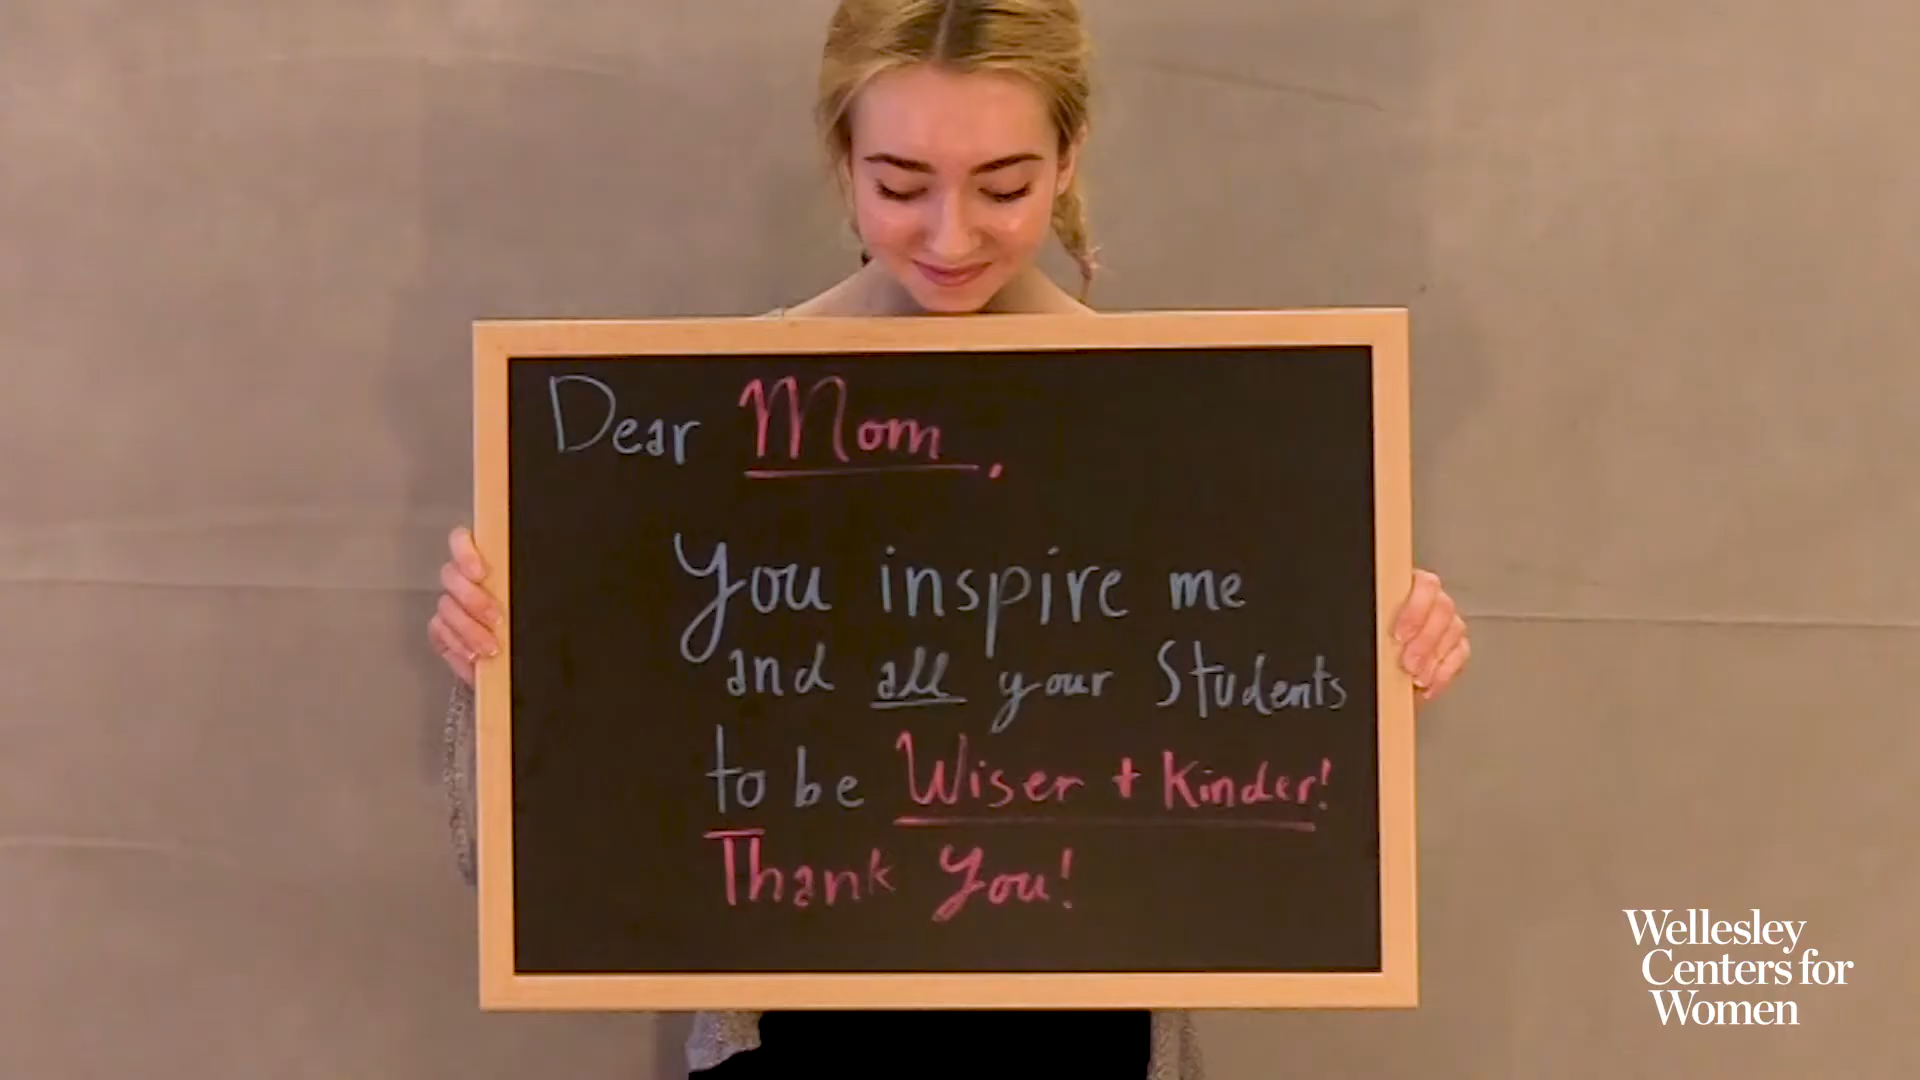 Dear Mom.
You inspire me
and all your Students
to be Wiser + Kinder!
Thank You!
Wellesley
Centers for
Women